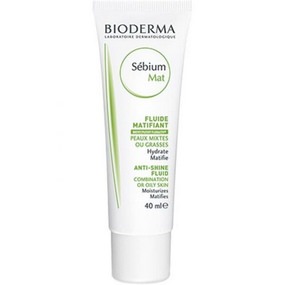 BIODERMA
LABORATOIRE DERMATOLOGIQUE
Sébium
Mat
FLUIDE
MATIFIANT
PEAUX MIXTES
OU GRASSES
Hydrate
Matifie
ANTI-SHINE
FLUID
COMBINATION
OR OILY SKIN
Moisturizes
Matifies
40 ml e